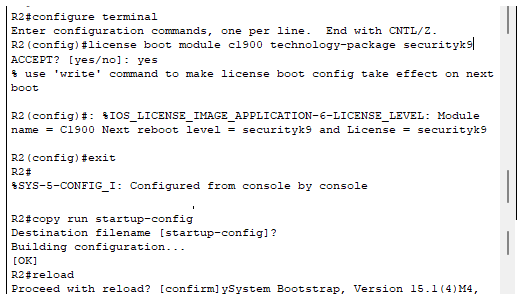 R2#configure terminal
Enter configuration commands, one per line.  End with CNTL/Z.
R2(config)#license boot module c1900 technology-package securityk9
ACCEPT? [yes/no]: yes
% use 'write' command to make license boot config take effect on next
boot
R2(config)#: %IOS_LICENSE_IMAGE_APPLICATION-6-LICENSE_LEVEL: Module
name = C1900 Next reboot level = securityk9 and License = securityk9
R2(config)#exit
R2#
%SYS-5-CONFIG_I: Configured from console by console
R2#copy run startup-config
Destination filename [startup-config]?
Building configuration...
[OK]
R2#reload
Proceed with reload? [confirm]ySystem Bootstrap, Version 15.1(4)M4,